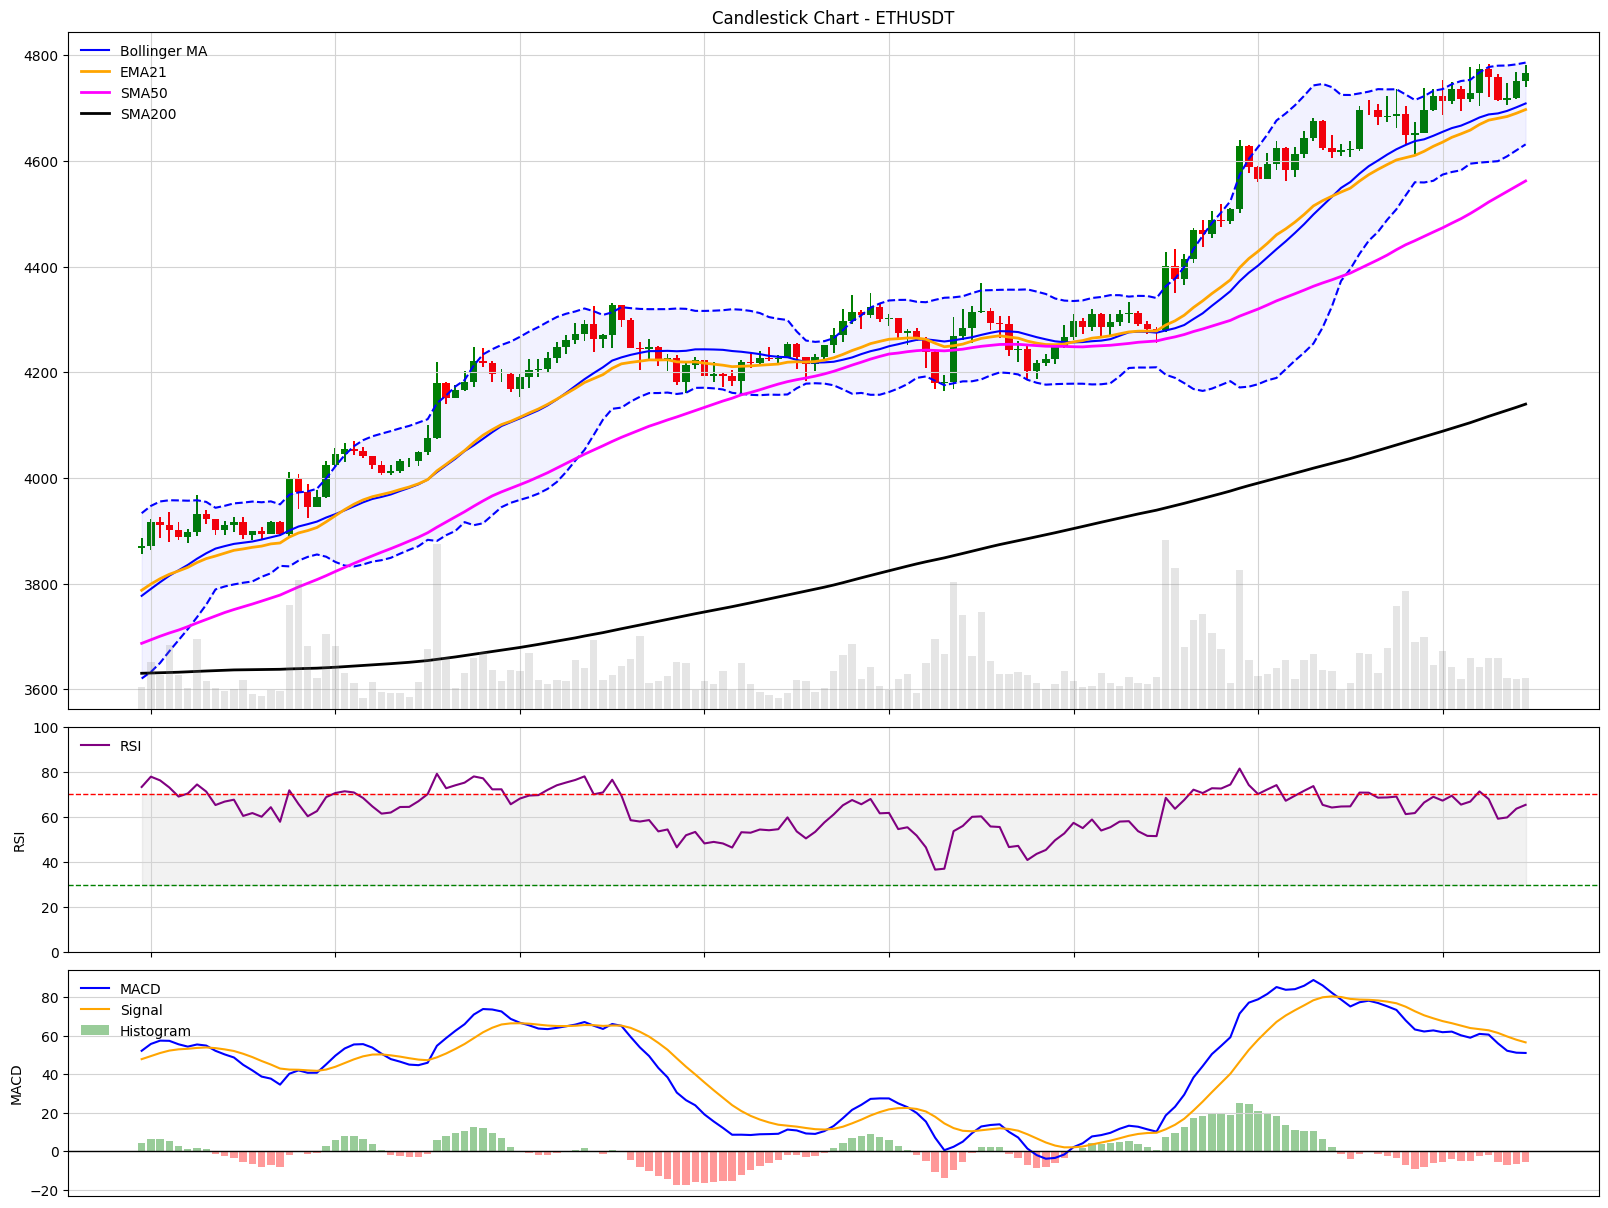 Candlestick Chart - ETHUSDT
4800
4600
4400
4200
4000
3800
3600
Bollinger MA
EMA21
SMA50
SMA200
100
80
60
40
20
0
RSI
RSI
80
60
40
20
0
−20
MACD
MACD
Signal
Histogram